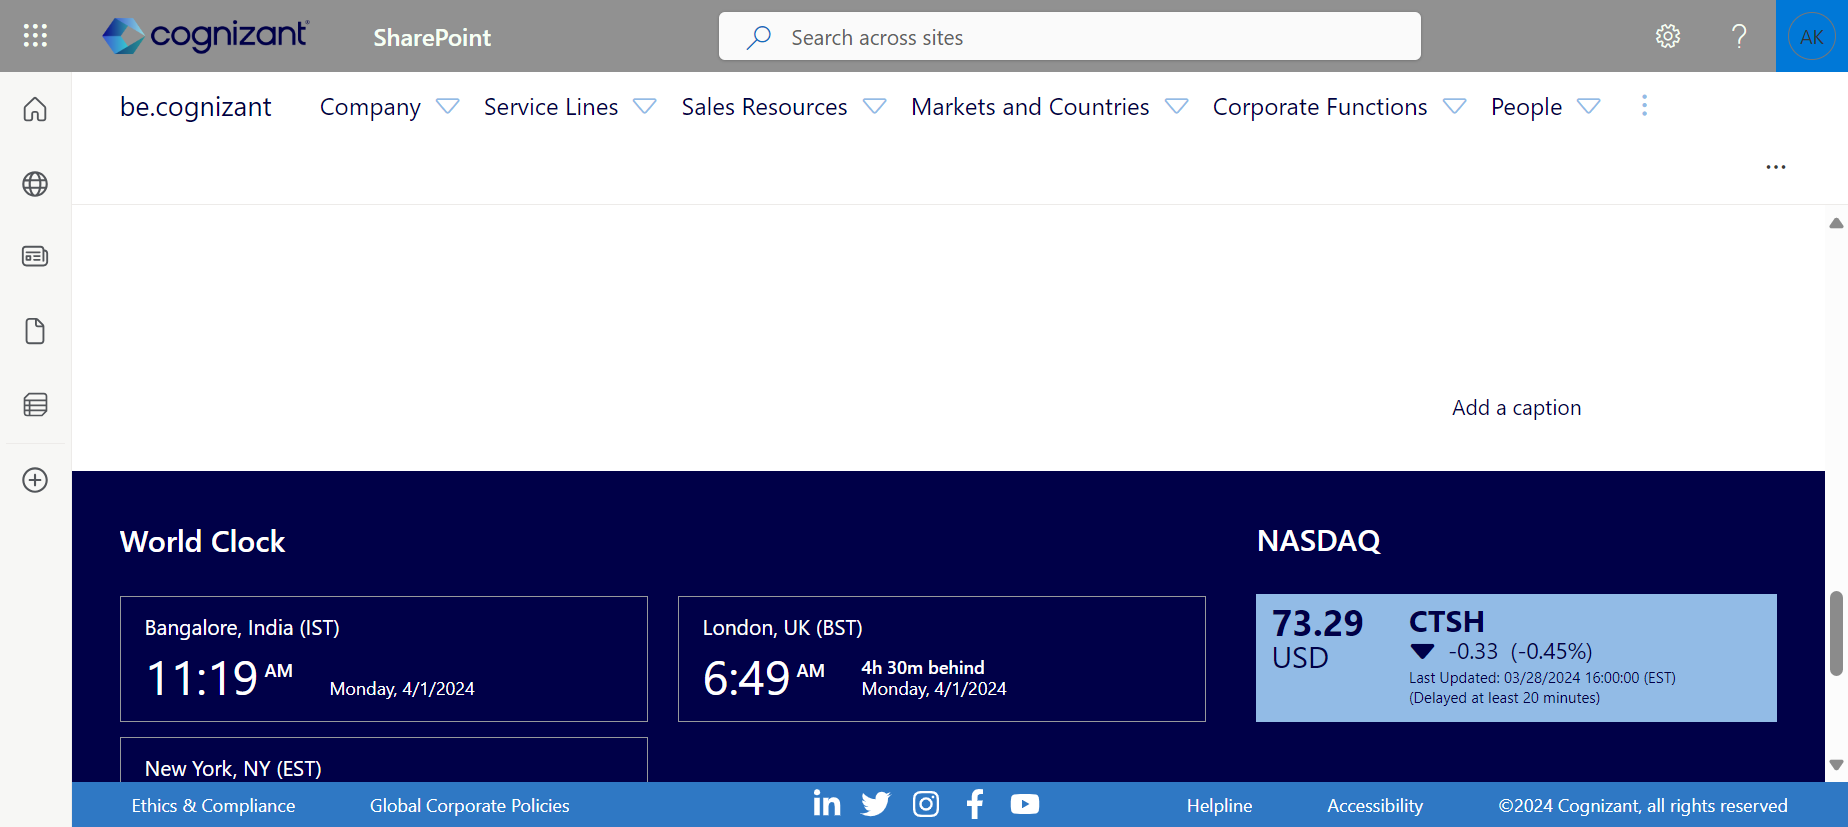 cognizant
SharePoint
Search across sites
?
AK
be.cognizant
Company
Service Lines
Sales Resources
Markets and Countries
Corporate Functions
People
...
Add a caption
World Clock
NASDAQ
Bangalore, India (IST)
11:19 AM
Monday, 4/1/2024
London, UK (BST)
6:49 AM
4h 30m behind
Monday, 4/1/2024
73.29
USD
CTSH
-0.33 (-0.45%)
Last Updated: 03/28/2024 16:00:00 (EST)
(Delayed at least 20 minutes)
New York, NY (EST)
Ethics & Compliance
Global Corporate Policies
Helpline
Accessibility
©2024 Cognizant, all rights reserved